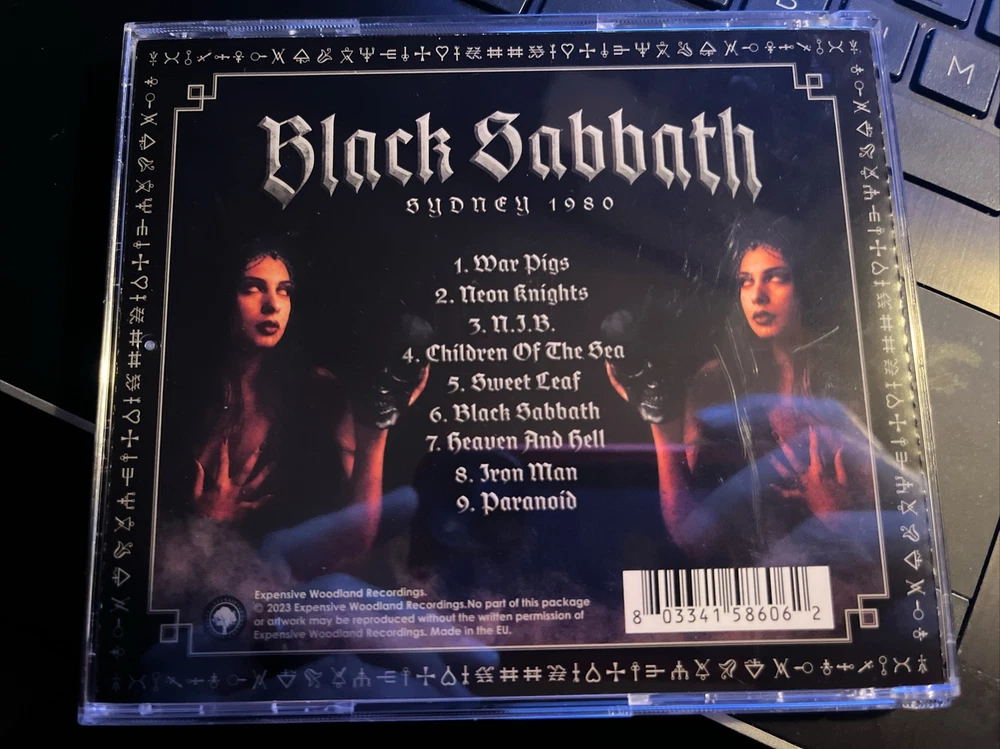 Black Sabbath
SYDNEY 1980
1. War Pigs
2. Neon Knights
3. N.I.B.
4. Children Of The Sea
5. Sweet Leaf
6. Black Sabbath
7. Heaven And Hell
8. Iron Man
9. Paranoid
Expensive Woodland Recordings.
© 2023 Expensive Woodland Recordings.No part of this package
or artwork may be reproduced without the written permission of
Expensive Woodland Recordings. Made in the EU.
8 03341 58606 2
M